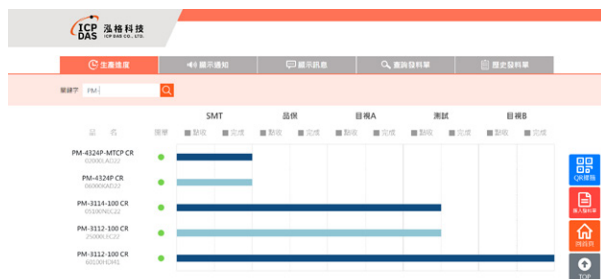 ICP DAS 泓格科技
ICP DAS CO., LTD.
生產進度
顯示通知
顯示訊息
查詢發料單
歷史發料單
關鍵字 PM-
SMT 品保 目視A 測試 目視B
品 名 燈號 點收 完成 點收 完成 點收 完成 點收 完成 點收 完成
PM-4324P-MTCP CR
PM-4324P CR
PM-3114-100 CR
PM-3112-100 CR
PM-3112-100 CR
QR標籤
匯入發料單
回首頁
TOP